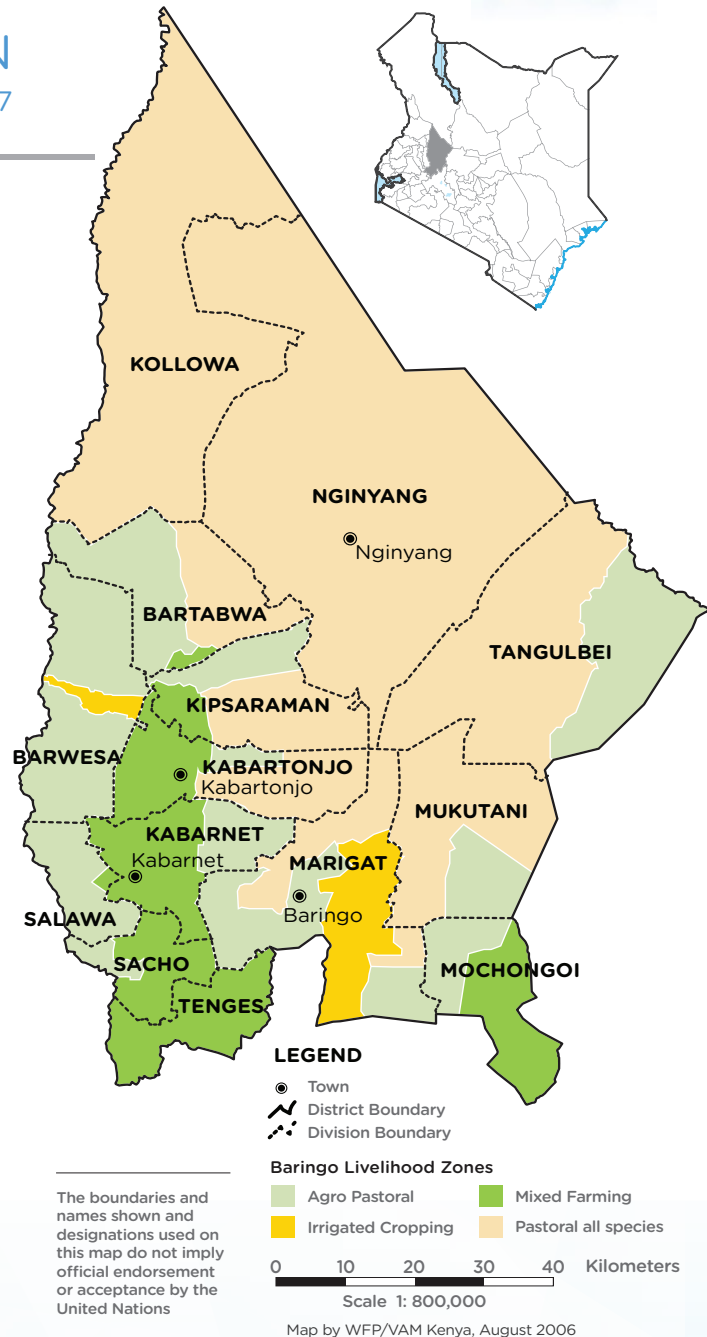 N
7
KOLLOWA
NGINYANG
Nginyang
BARTABWA
TANGULBEI
KIPSARAMAN
BARWESA
KABARTONJO
Kabartonjo
MUKUTANI
KABARNET
Kabarnet
MARIGAT
Baringo
SALAWA
SACHO
MOCHONGOI
TENGES
LEGEND
Town
District Boundary
Division Boundary
Baringo Livelihood Zones
Agro Pastoral
Mixed Farming
Irrigated Cropping
Pastoral all species
The boundaries and
names shown and
designations used on
this map do not imply
official endorsement
or acceptance by the
United Nations
0 10 20 30 40 Kilometers
Scale 1: 800,000
Map by WFP/VAM Kenya, August 2006